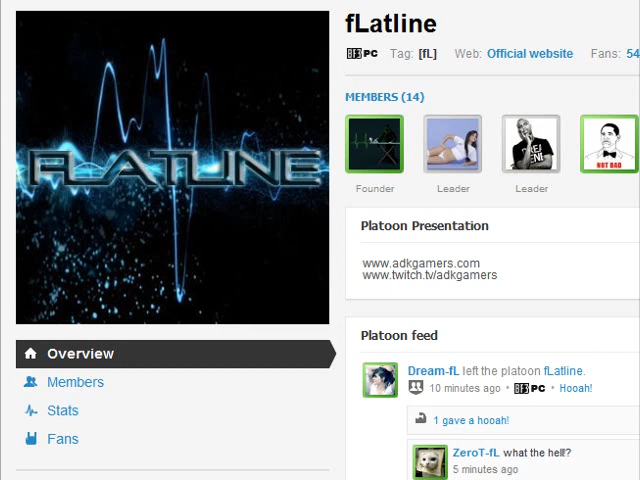 fLatline
BF3 PC Tag: [fL] Web: Official website Fans: 54
MEMBERS (14)
FLATLINE
NOT BAD
Founder Leader Leader
Platoon Presentation
www.adkgamers.com
www.twitch.tv/adkgamers
Platoon feed
Overview
Members
Stats
Fans
Dream-fL left the platoon fLatline.
10 minutes ago • BF3 PC • Hooah!
1 gave a hooah!
ZeroT-fL what the hell!?
5 minutes ago